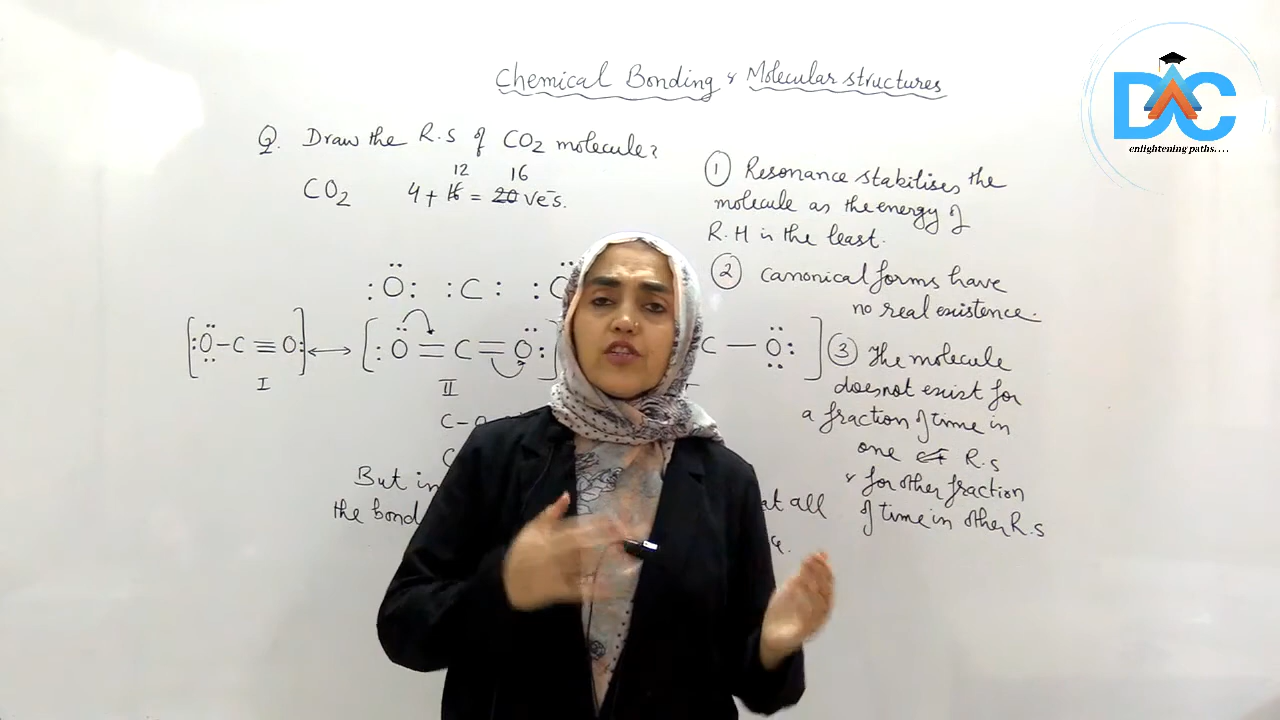 Chemical Bonding & Molecular structures
DAC
enlightening paths....
Q. Draw the R.S of CO2 molecule?
12 16
CO2 4 + 16 = 20 ves.
:O: :C: :
[:O-C≡O:] ↔ [:O=C=O:] C-O:]
I II
C-O
C
But in at all
the bond
① Resonance stabilises the
molecule as the energy of
R.H is the least.
② canonical forms have
no real existence.
③ The molecule
does not exist for
a fraction of time in
one of R.S
& for other fraction
of time in other R.S